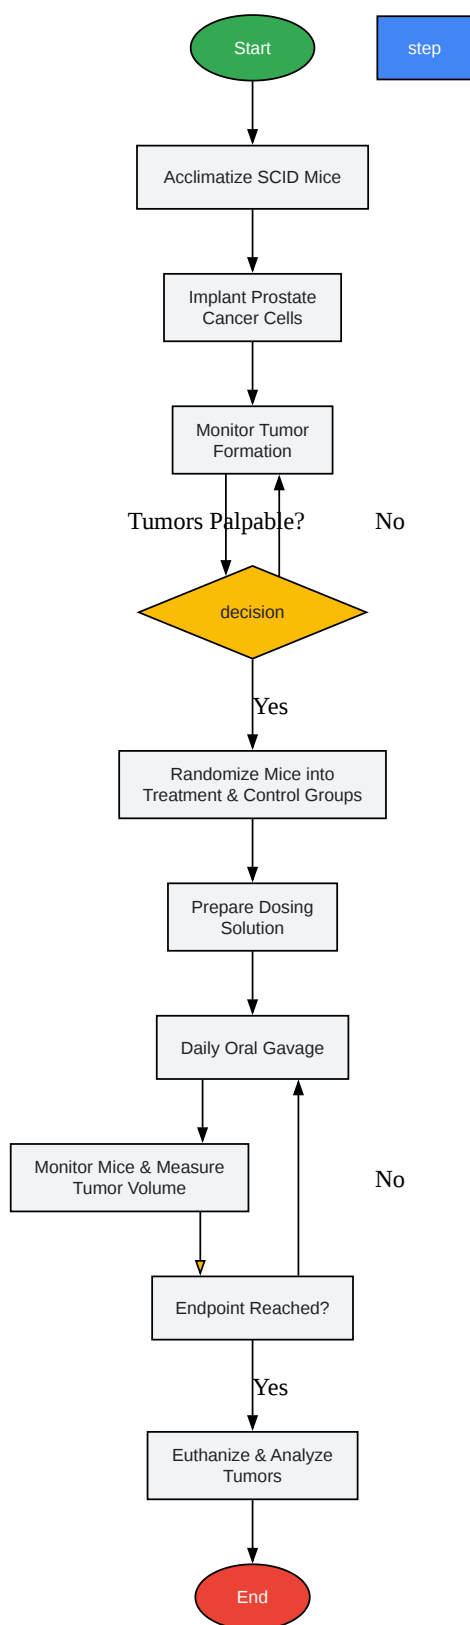 Start
step
Acclimatize SCID Mice
Implant Prostate
Cancer Cells
Monitor Tumor
Formation
Tumors Palpable?
No
decision
Yes
Randomize Mice into
Treatment & Control Groups
Prepare Dosing
Solution
Daily Oral Gavage
Monitor Mice & Measure
Tumor Volume
No
Endpoint Reached?
Yes
Euthanize & Analyze
Tumors
End